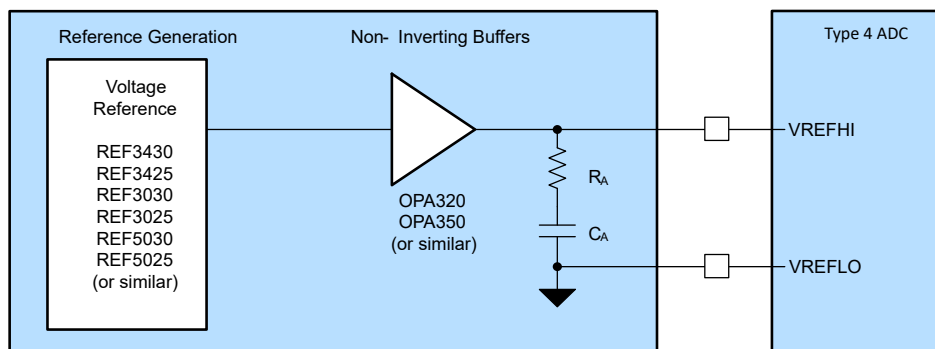 Reference Generation
Non- Inverting Buffers
Type 4 ADC
Voltage
Reference
REF3430
REF3425
REF3030
REF3025
REF5030
REF5025
(or similar)
OPA320
OPA350
(or similar)
RA
CA
VREFHI
VREFLO